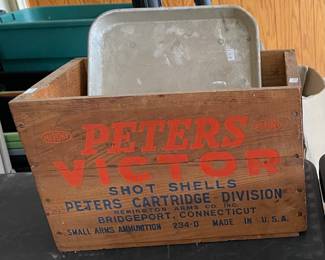 PETERS
VICTOR
SHOT SHELLS
PETERS CARTRIDGE DIVISION
REMINGTON ARMS CO. INC.
BRIDGEPORT, CONNECTICUT
SMALL ARMS AMMUNITION 234-D MADE IN U.S.A.